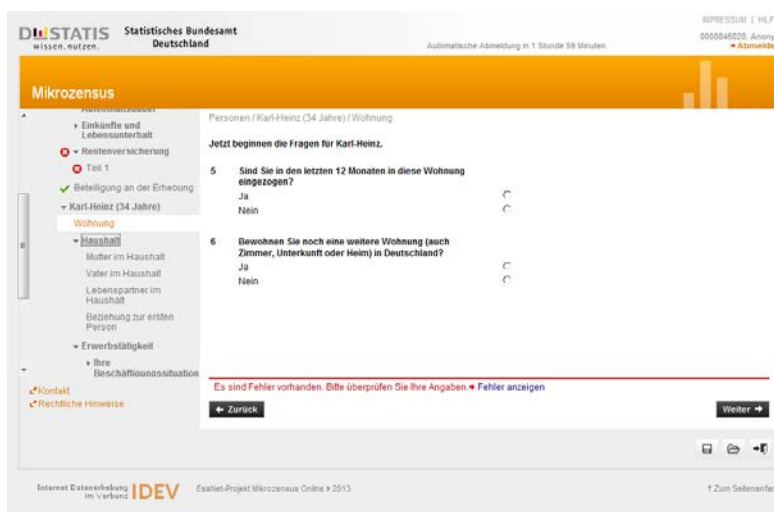 IMPRESSUM | HILF
DESTATIS
wissen.nutzen.
Statistisches Bundesamt
Deutschland
Automatische Abmeldung in 1 Stunde 59 Minuten
Anony
Abmelde
Mikrozensus
Einkünfte und
Lebensunterhalt
Rentenversicherung
Teil 1
Beteiligung an der Erhebung
Karl-Heinz (34 Jahre)
Wohnung
Haushalt
Mutter im Haushalt
Vater im Haushalt
Lebenspartner im
Haushalt
Beziehung zur ersten
Person
Erwerbstätigkeit
Ihre
Beschäftigungssituation
Kontakt
Rechtliche Hinweise
Personen / Karl-Heinz (34 Jahre) / Wohnung
Jetzt beginnen die Fragen für Karl-Heinz.
5 Sind Sie in den letzten 12 Monaten in diese Wohnung
eingezogen?
Ja
Nein
6 Bewohnen Sie noch eine weitere Wohnung (auch
Zimmer, Unterkunft oder Heim) in Deutschland?
Ja
Nein
Es sind Fehler vorhanden. Bitte überprüfen Sie Ihre Angaben. Fehler anzeigen
Zurück
Weiter
Internet Datenerhebung
im Verbund
IDEV
EsaNet-Projekt Mikrozensus Online 2013
Zum Seitenanfan